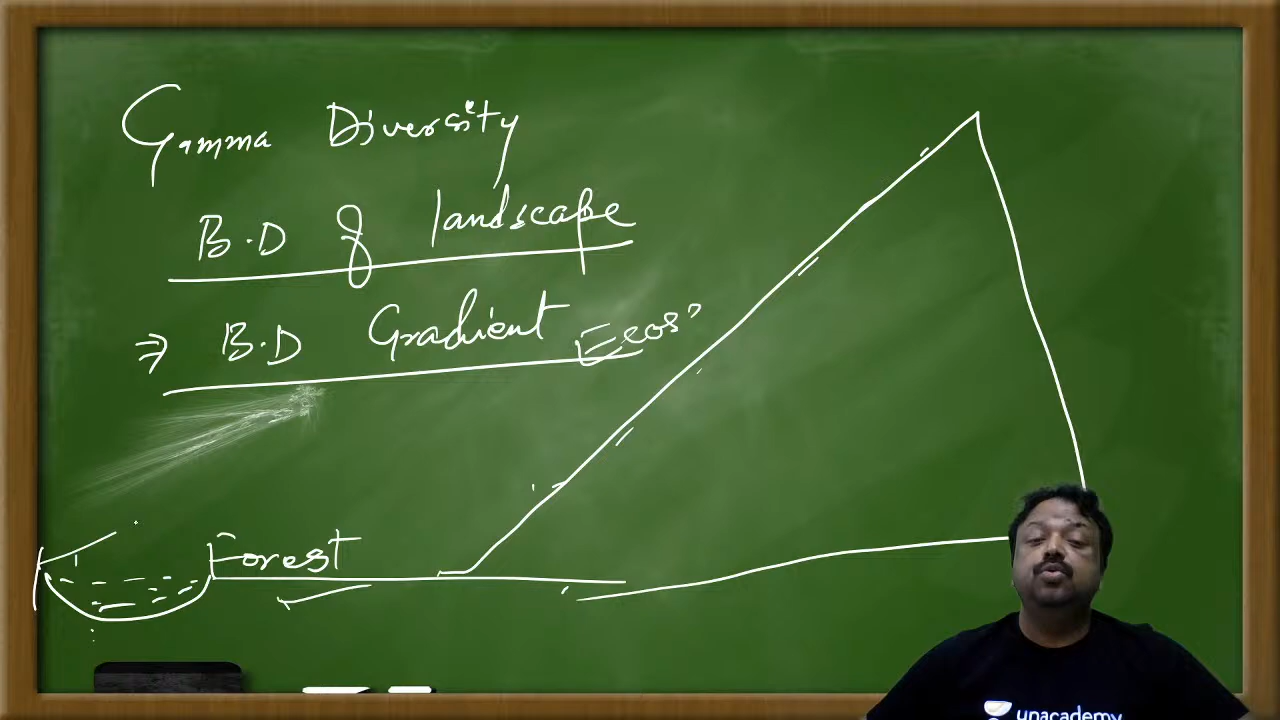 Gamma Diversity
B.D of landscape
⇒ B.D Gradient Ecos?
Forest
unacademy